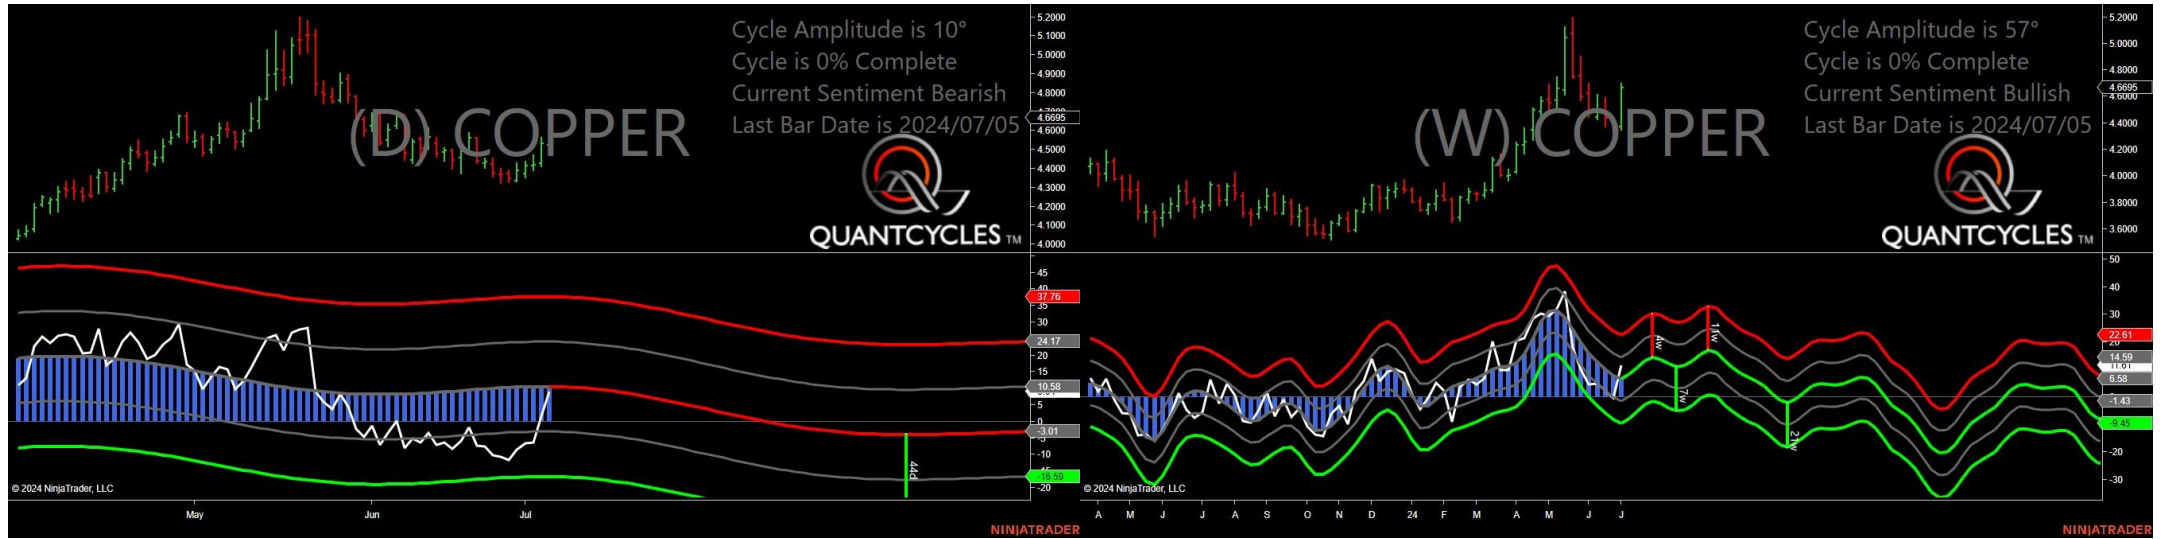 Cycle Amplitude is 10°
Cycle is 0% Complete
Current Sentiment Bearish
Last Bar Date is 2024/07/05
(D) COPPER
QUANTCYCLES TM
5.2000
5.1000
5.0000
4.9000
4.8000
4.6695
4.6000
4.5000
4.4000
4.3000
4.2000
4.1000
4.0000
45
40
37.76
35
30
24.17
20
15
10.58
5
0
-3.01
-10
-16.59
-20
44d
© 2024 NinjaTrader, LLC
May
Jun
Jul
NINJATRADER
Cycle Amplitude is 57°
Cycle is 0% Complete
Current Sentiment Bullish
Last Bar Date is 2024/07/05
(W) COPPER
QUANTCYCLES TM
5.2000
5.0000
4.8000
4.6695
4.6000
4.4000
4.2000
4.0000
3.8000
3.6000
50
40
30
22.61
20
14.59
11.61
6.58
-1.43
-9.45
-20
-30
4w
11w
7w
21w
© 2024 NinjaTrader, LLC
A M J J A S O N D 24 F M A M J J
NINJATRADER